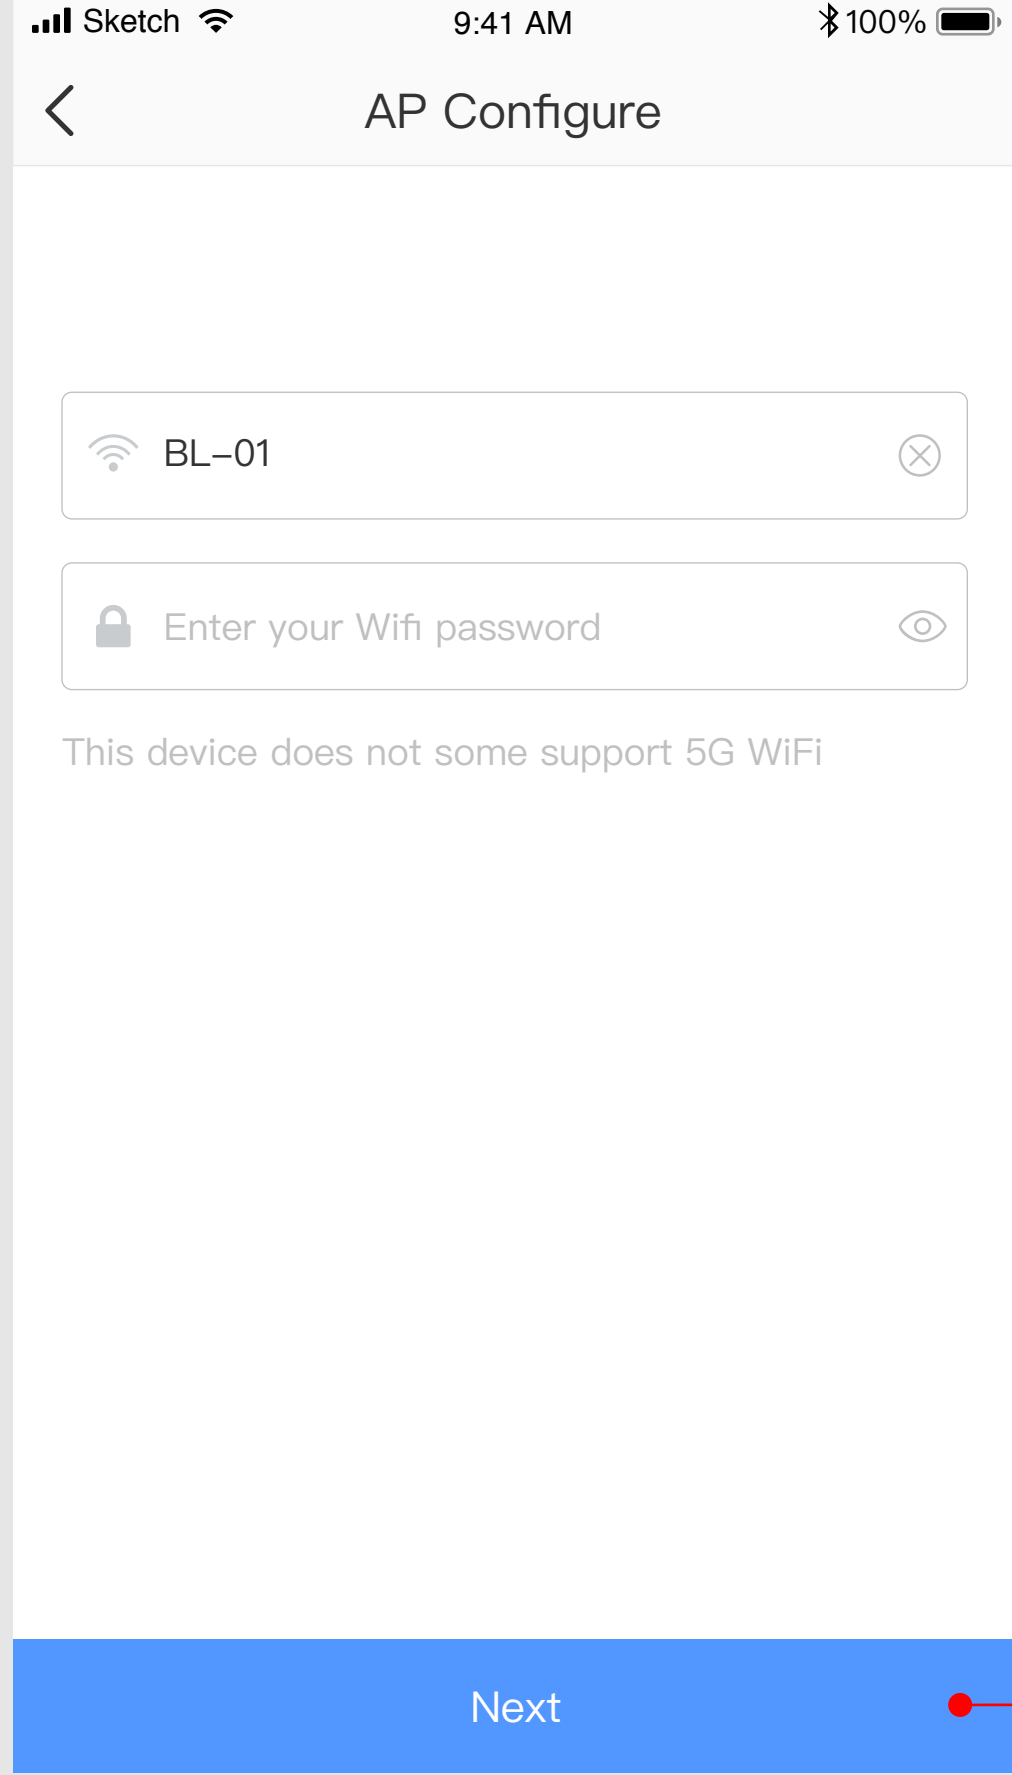 Sketch 9:41 AM 100%
AP Configure
BL-01
Enter your Wifi password
This device does not some support 5G WiFi
Next